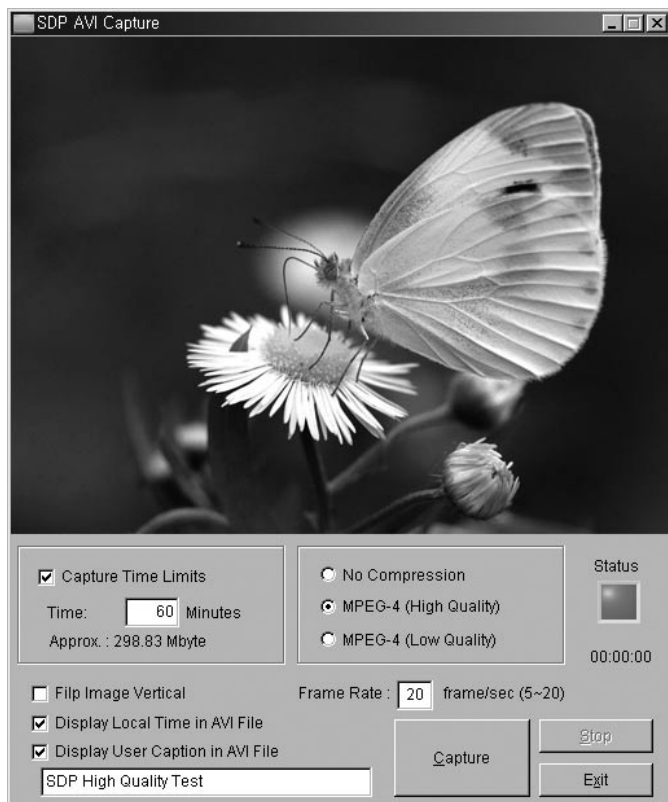 SDP AVI Capture
Capture Time Limits
Time: 60 Minutes
Approx. : 298.83 Mbyte
No Compression
MPEG-4 (High Quality)
MPEG-4 (Low Quality)
Status
00:00:00
Filp Image Vertical
Frame Rate : 20 frame/sec (5~20)
Display Local Time in AVI File
Display User Caption in AVI File
SDP High Quality Test
Capture
Stop
Exit